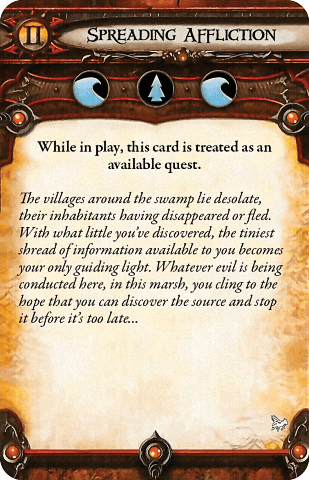 II
Spreading Affliction
While in play, this card is treated as an
available quest.
The villages around the swamp lie desolate,
their inhabitants having disappeared or fled.
With what little you've discovered, the tiniest
shread of information available to you becomes
your only guiding light. Whatever evil is being
conducted here, in this marsh, you cling to the
hope that you can discover the source and stop
it before it's too late...